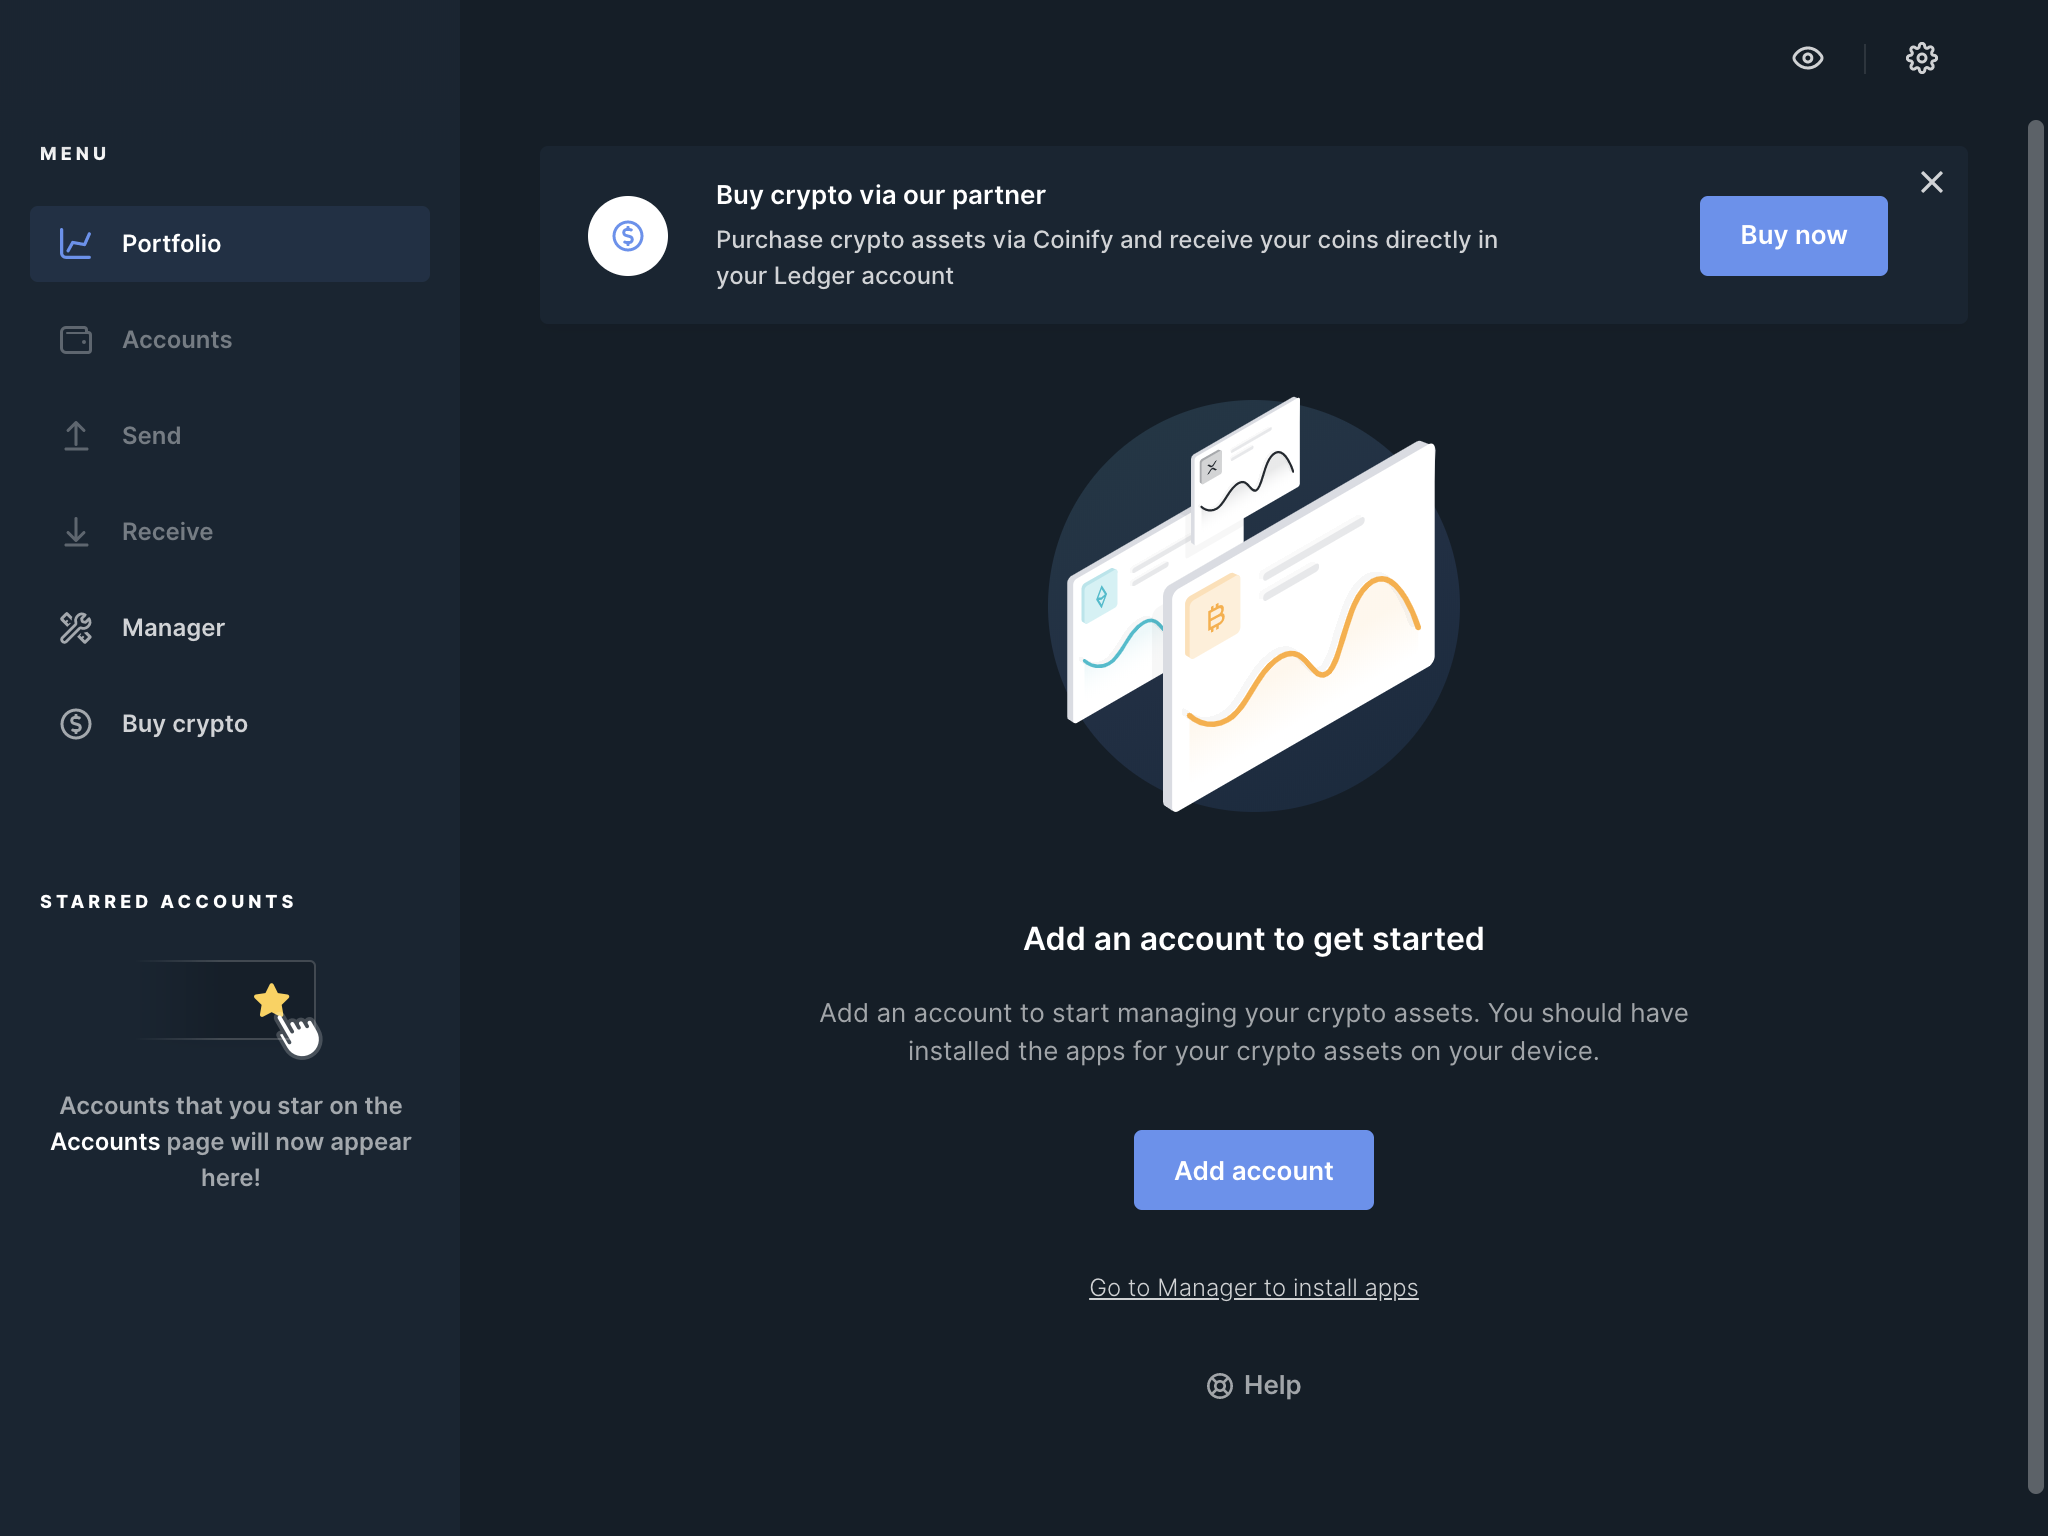 MENU
Portfolio
Accounts
Send
Receive
Manager
Buy crypto
STARRED ACCOUNTS
Accounts that you star on the
Accounts page will now appear
here!
Buy crypto via our partner
Purchase crypto assets via Coinify and receive your coins directly in
your Ledger account
Buy now
Add an account to get started
Add an account to start managing your crypto assets. You should have
installed the apps for your crypto assets on your device.
Add account
Go to Manager to install apps
Help